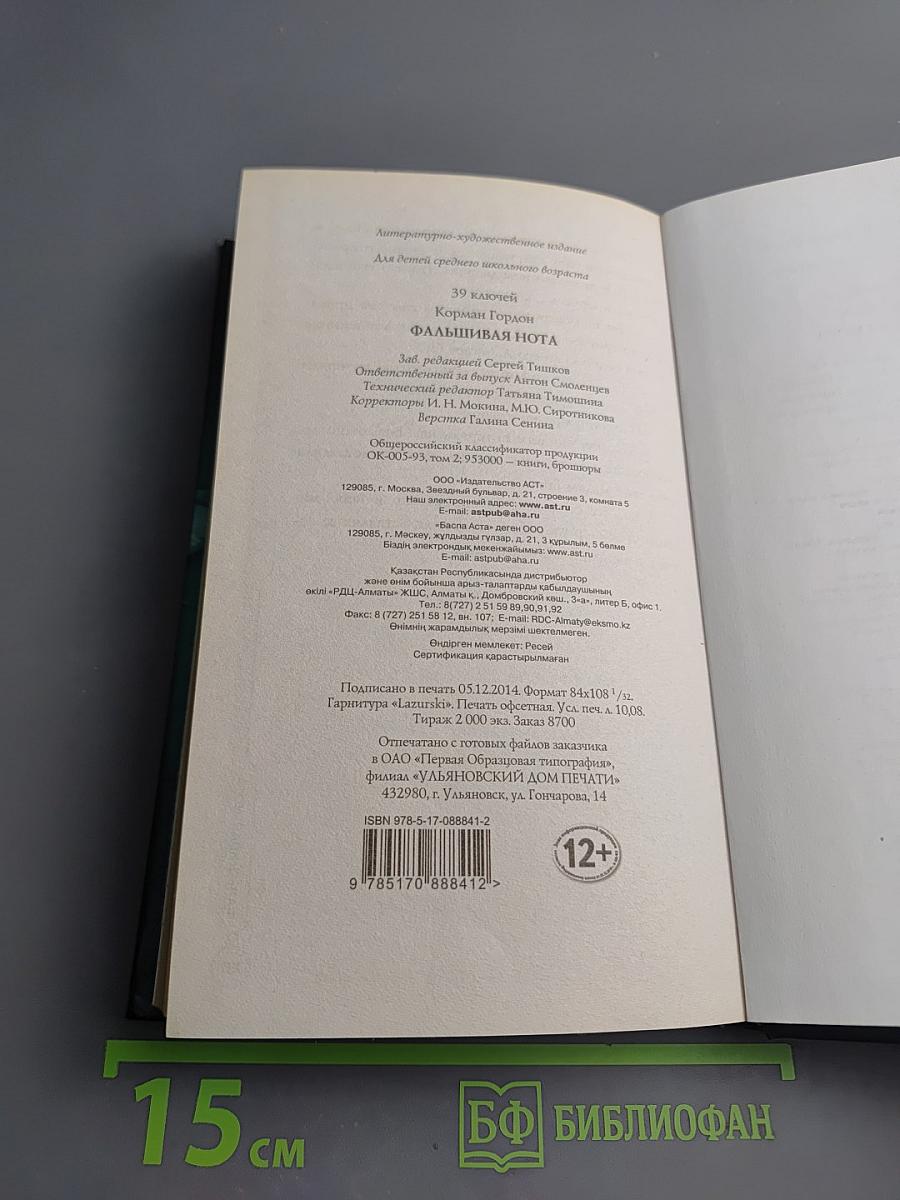 Литературно-художественное издание
Для детей среднего школьного возраста
39 ключей
Корман Гордон
ФАЛЬШИВАЯ НОТА
Зав. редакцией Сергей Тишков
Ответственный за выпуск Антон Смоленцев
Технический редактор Татьяна Тимошина
Корректоры И. Н. Мокина, М.Ю. Сиротникова
Верстка Галина Сенина
Общероссийский классификатор продукции
ОК-005-93, том 2; 953000 — книги, брошюры
ООО «Издательство АСТ»
129085, г. Москва, Звездный бульвар, д. 21, строение 3, комната 5
Наш электронный адрес: www.ast.ru
E-mail: astpub@aha.ru
«Баспа Аста» деген ООО
129085, г. Мәскеу, жұлдызды гүлзар, д. 21, 3 құрылым, 5 бөлме
Біздің электрондық мекенжайымыз: www.ast.ru
E-mail: astpub@aha.ru
Қазақстан Республикасында дистрибьютор
және өнім бойынша арыз-талаптарды қабылдаушының
өкілі «РДЦ-Алматы» ЖШС, Алматы қ., Домбровский көш., 3«а», литер Б, офис 1.
Тел.: 8(727) 2 51 59 89,90,91,92
Факс: 8 (727) 251 58 12, вн. 107; E-mail: RDC-Almaty@eksmo.kz
Өнімнің жарамдылық мерзімі шектелмеген.
Өндірген мемлекет: Ресей
Сертификация қарастырылмаған
Подписано в печать 05.12.2014. Формат 84x108 1/32.
Гарнитура «Lazurski». Печать офсетная. Усл. печ. л. 10,08.
Тираж 2 000 экз. Заказ 8700
Отпечатано с готовых файлов заказчика
в ОАО «Первая Образцовая типография»,
филиал «УЛЬЯНОВСКИЙ ДОМ ПЕЧАТИ»
432980, г. Ульяновск, ул. Гончарова, 14
ISBN 978-5-17-088841-2
9 785170 888412 >
12+
15 см
БФ БИБЛИОФАН